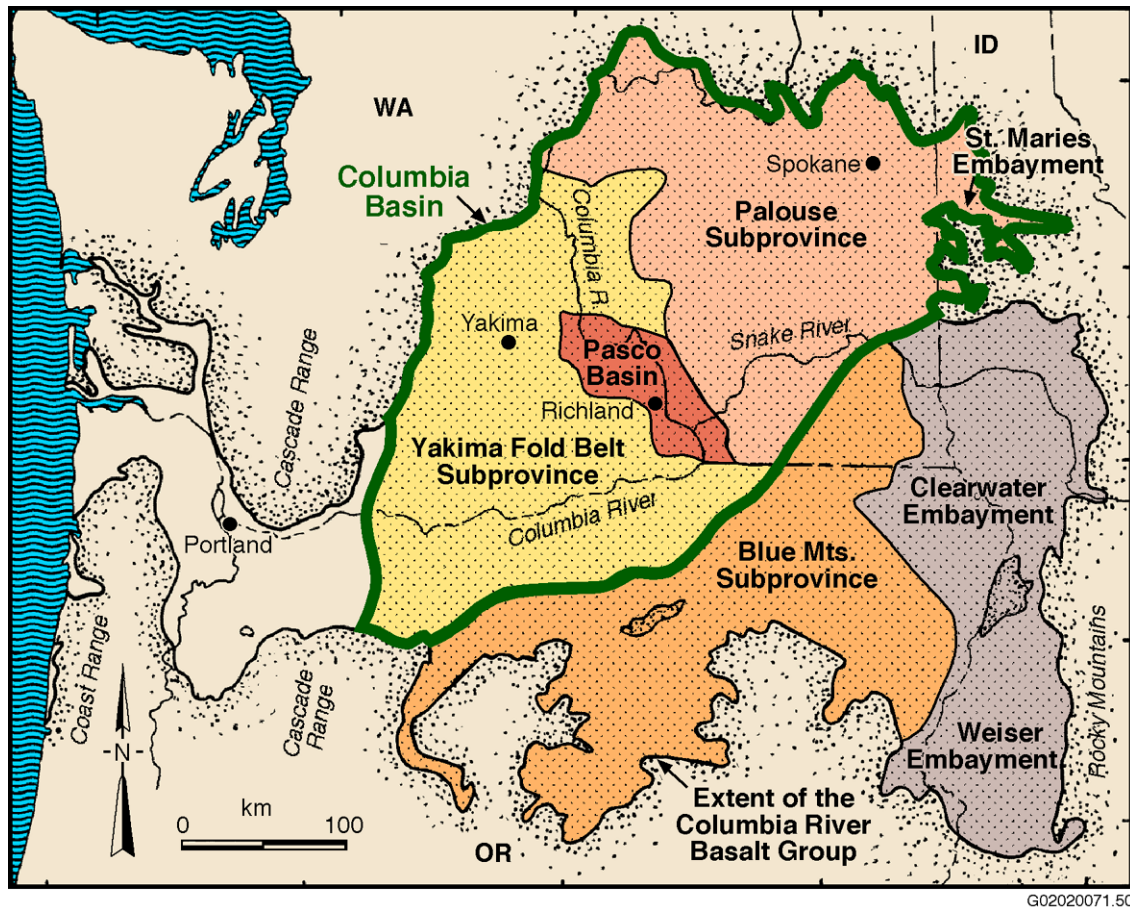 ID
WA
St. Maries
Embayment
Spokane
Columbia
Basin
Palouse
Subprovince
Columbia R.
Yakima
Snake River
Pasco
Basin
Richland
Cascade Range
Yakima Fold Belt
Subprovince
Clearwater
Embayment
Columbia River
Portland
Blue Mts.
Subprovince
Coast Range
Cascade
Range
Rocky Mountains
Weiser
Embayment
N
km
0 100
Extent of the
Columbia River
Basalt Group
OR
G02020071.50